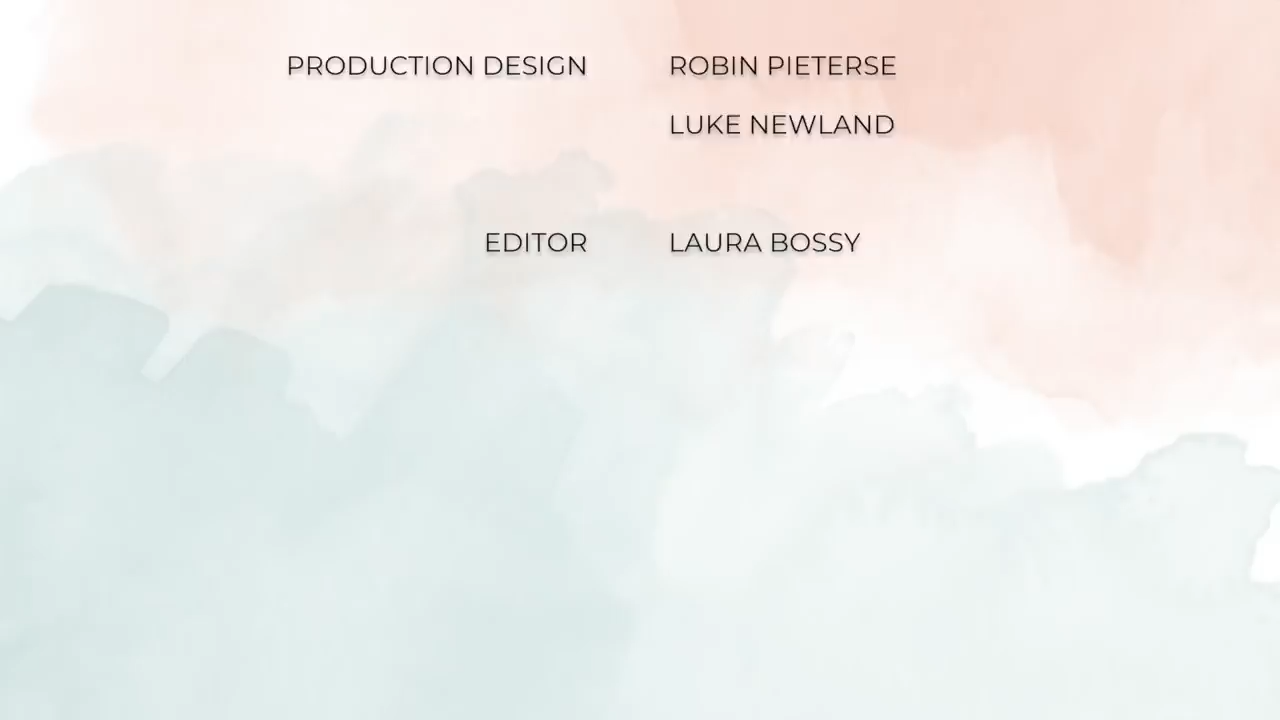 PRODUCTION DESIGN ROBIN PIETERSE
LUKE NEWLAND
EDITOR LAURA BOSSY